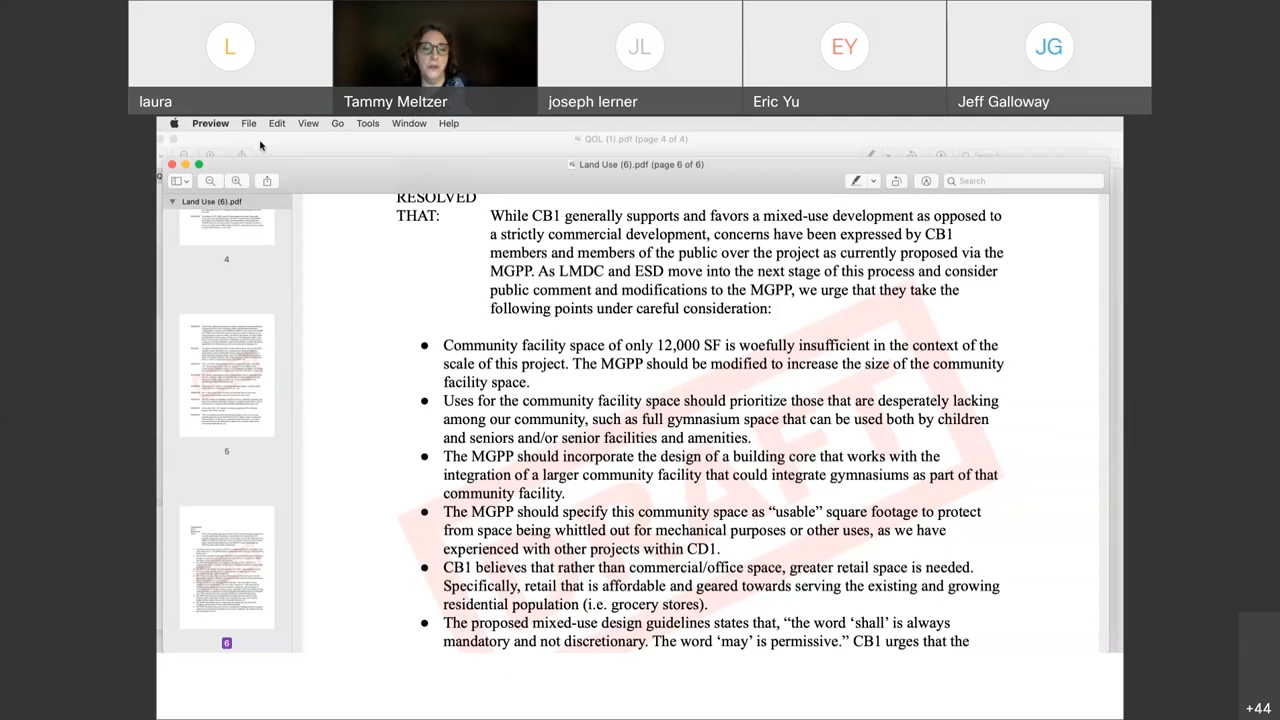 L
JL
EY
JG
laura
Tammy Meltzer
joseph lerner
Eric Yu
Jeff Galloway
Preview File Edit View Go Tools Window Help
QOL (1).pdf (page 4 of 4)
Search
Land Use (6).pdf (page 6 of 6)
Search
Land Use (6).pdf
4
5
6
RESOLVED
THAT: While CB1 generally supports and favors a mixed-use development as opposed to
a strictly commercial development, concerns have been expressed by CB1
members and members of the public over the project as currently proposed via the
MGPP. As LMDC and ESD move into the next stage of this process and consider
public comment and modifications to the MGPP, we urge that they take the
following points under careful consideration:
● Community facility space of only 12,000 SF is woefully insufficient in the context of the
scale of the project. The MGPP should be modified to increase the size of the community
facility space.
● Uses for the community facility space should prioritize those that are desperately lacking
among our community, such as full gymnasium space that can be used both by children
and seniors and/or senior facilities and amenities.
● The MGPP should incorporate the design of a building core that works with the
integration of a larger community facility that could integrate gymnasiums as part of that
community facility.
● The MGPP should specify this community space as “usable” square footage to protect
from space being whittled out for mechanical purposes or other uses, as we have
experienced with other projects within CD1.
● CB1 believes that rather than commercial/office space, greater retail space is needed.
Specifically, retail that is affordable and geared towards serving the existing and growing
residential population (i.e. grocery stores).
● The proposed mixed-use design guidelines states that, “the word ‘shall’ is always
mandatory and not discretionary. The word ‘may’ is permissive.” CB1 urges that the
DRAFT
+44